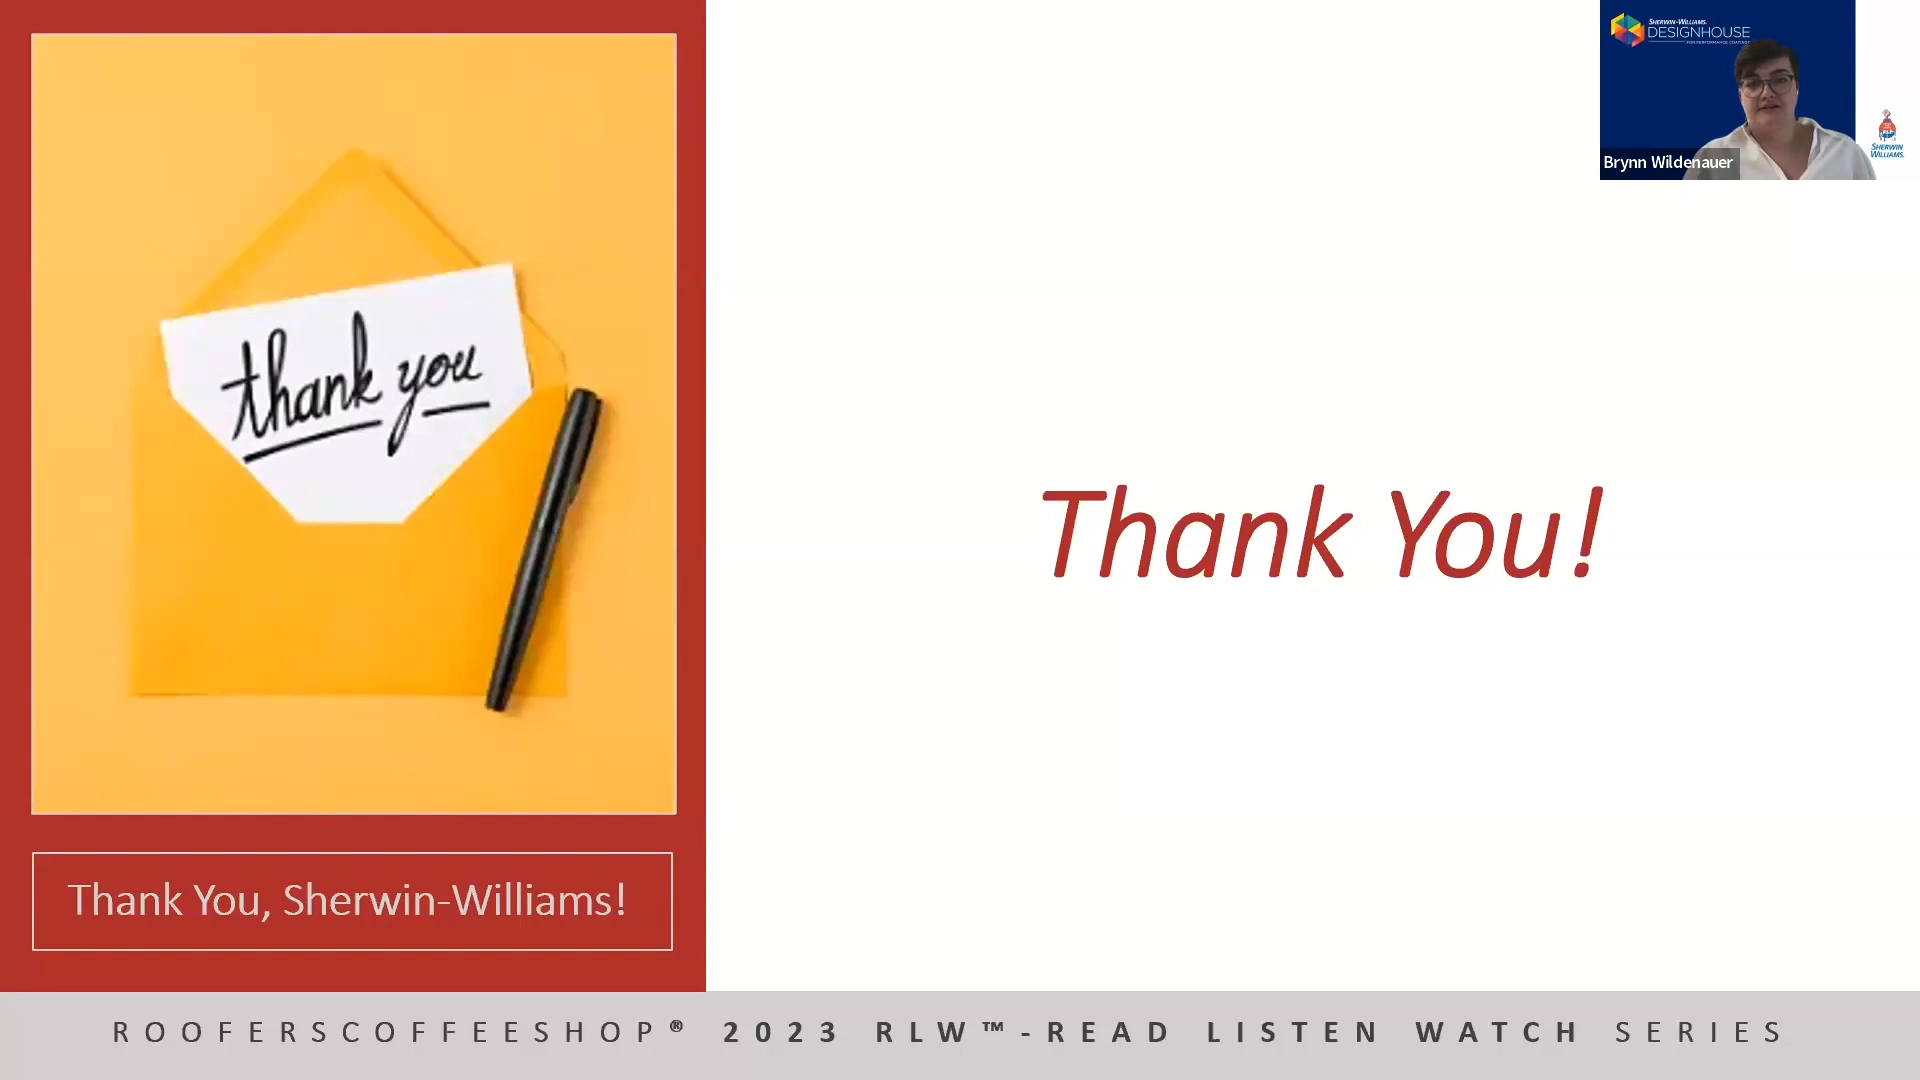 thank you
Thank You, Sherwin-Williams!
Thank You!
SHERWIN-WILLIAMS.
DESIGNHOUSE
FOR PERFORMANCE COATINGS
Brynn Wildenauer
SHERWIN
WILLIAMS.
ROOFERSCOFFEESHOP® 2023 RLW™-READ LISTEN WATCH SERIES